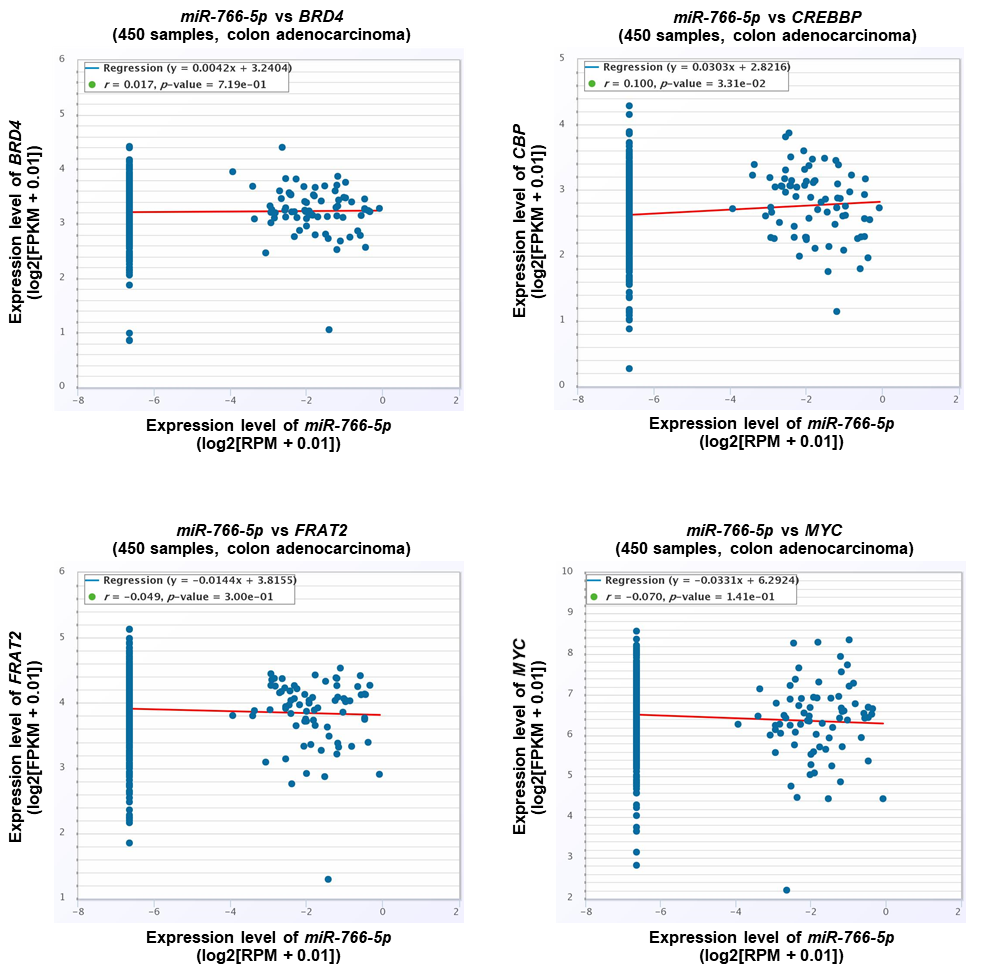 miR-766-5p vs BRD4
(450 samples, colon adenocarcinoma)
Regression (y = 0.0042x + 3.2404)
r = 0.017, p-value = 7.19e-01
6
5
4
3
2
1
0
-8
-6
-4
-2
0
2
Expression level of BRD4
(log2[FPKM + 0.01])
Expression level of miR-766-5p
(log2[RPM + 0.01])
miR-766-5p vs CREBBP
(450 samples, colon adenocarcinoma)
Regression (y = 0.0303x + 2.8216)
r = 0.100, p-value = 3.31e-02
5
4
3
2
1
0
-8
-6
-4
-2
0
2
Expression level of CBP
(log2[FPKM + 0.01])
Expression level of miR-766-5p
(log2[RPM + 0.01])
miR-766-5p vs FRAT2
(450 samples, colon adenocarcinoma)
Regression (y = −0.0144x + 3.8155)
r = −0.049, p-value = 3.00e-01
6
5
4
3
2
1
-8
-6
-4
-2
0
2
Expression level of FRAT2
(log2[FPKM + 0.01])
Expression level of miR-766-5p
(log2[RPM + 0.01])
miR-766-5p vs MYC
(450 samples, colon adenocarcinoma)
Regression (y = −0.0331x + 6.2924)
r = −0.070, p-value = 1.41e-01
10
9
8
7
6
5
4
3
2
-8
-6
-4
-2
0
2
Expression level of MYC
(log2[FPKM + 0.01])
Expression level of miR-766-5p
(log2[RPM + 0.01])